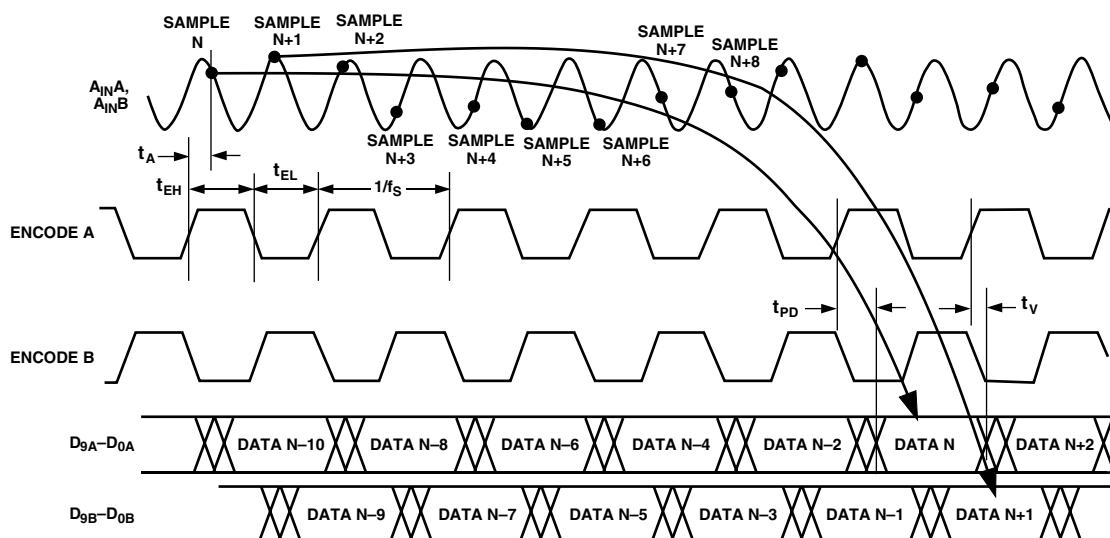 SAMPLE
N
SAMPLE
N+1
SAMPLE
N+2
SAMPLE
N+7
SAMPLE
N+8
AINA,
AINB
SAMPLE
N+3
SAMPLE
N+4
SAMPLE
N+5
SAMPLE
N+6
tA
tEH
tEL
1/fS
ENCODE A
tPD
tV
ENCODE B
D9A–D0A
DATA N–10
DATA N–8
DATA N–6
DATA N–4
DATA N–2
DATA N
DATA N+2
D9B–D0B
DATA N–9
DATA N–7
DATA N–5
DATA N–3
DATA N–1
DATA N+1